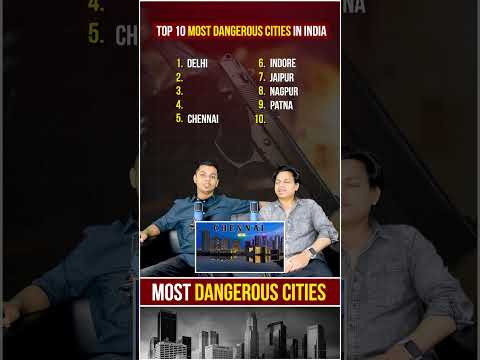 TOP 10 MOST DANGEROUS CITIES IN INDIA
1. DELHI
2.
3.
4.
5. CHENNAI
6. INDORE
7. JAIPUR
8. NAGPUR
9. PATNA
10.
CHENNAI
MOST DANGEROUS CITIES